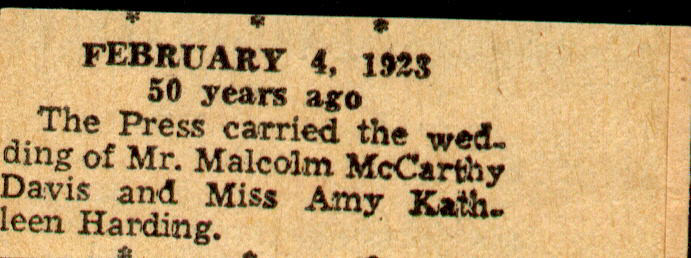 * * *
FEBRUARY 4, 1923
50 years ago
The Press carried the wed-
ding of Mr. Malcolm McCarthy
Davis and Miss Amy Kath-
leen Harding.
* * *